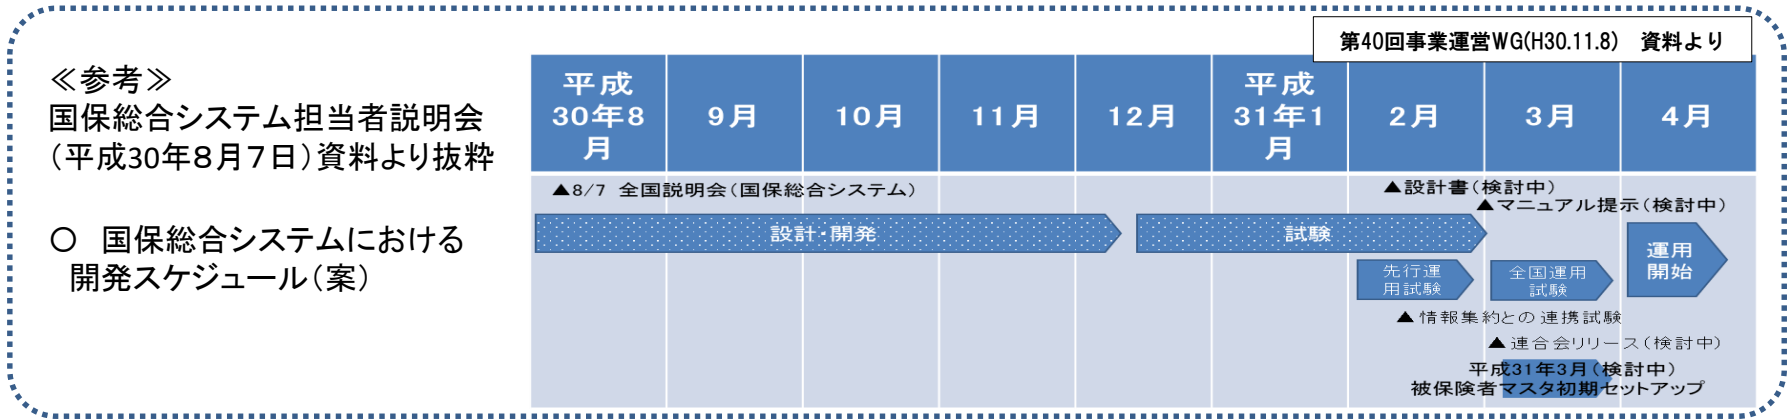 第40回事業運営WG(H30.11.8)　資料より
≪参考≫
国保総合システム担当者説明会
（平成30年８月７日）資料より抜粋
○　国保総合システムにおける
開発スケジュール（案）
平成
30年8
月
9月
10月
11月
12月
平成
31年1
月
2月
3月
4月
▲8/7 全国説明会（国保総合システム）
▲設計書（検討中）
▲マニュアル提示（検討中）
設計・開発
試験
運用
開始
先行運
用試験
全国運用
試験
▲情報集約との連携試験
▲連合会リリース（検討中）
平成31年3月（検討中）
被保険者マスタ初期セットアップ